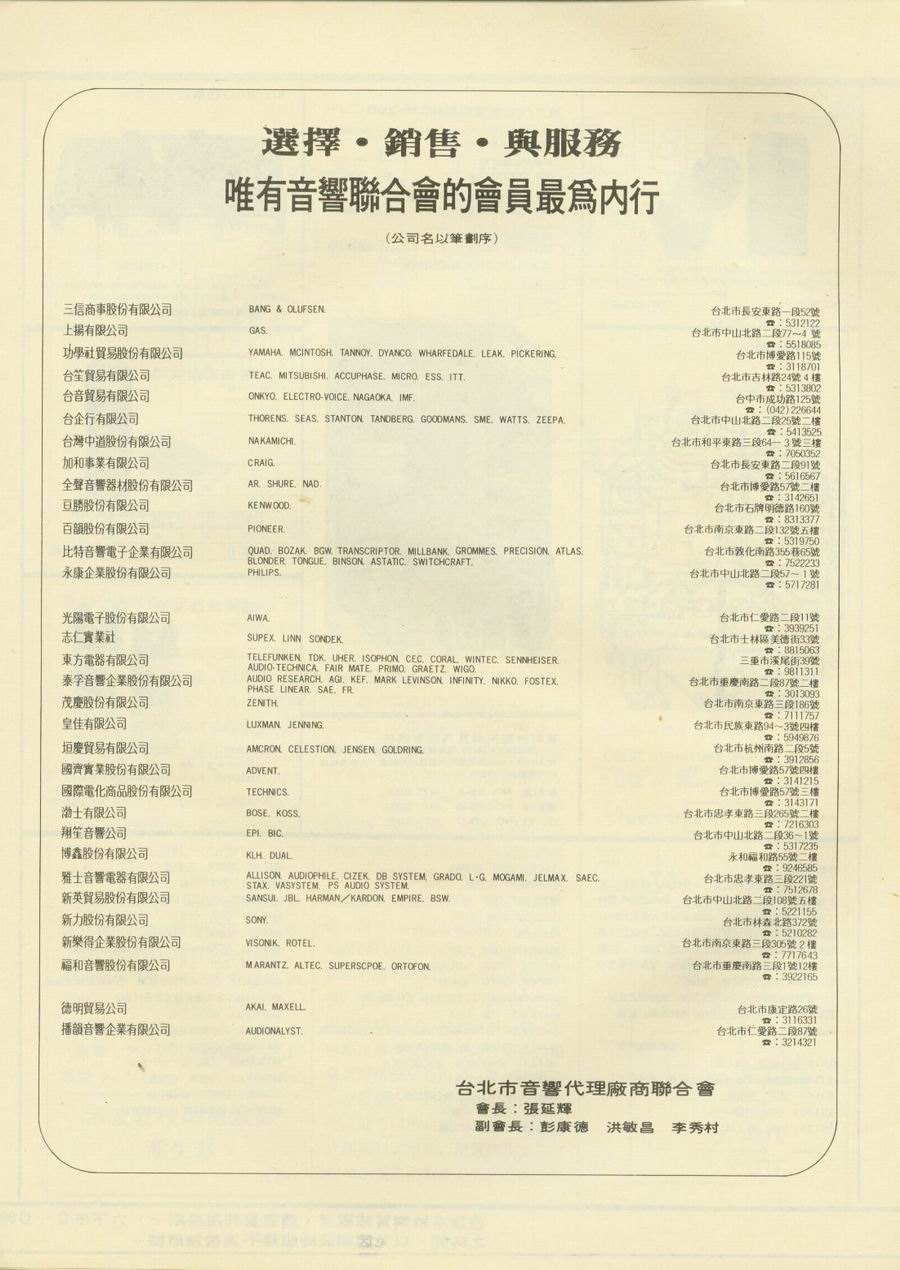 選擇・銷售・與服務
唯有音響聯合會的會員最爲內行
（公司名以筆劃序）
三信商事股份有限公司 BANG & OLUFSEN. 台北市長安東路一段52號
☎：5312122
上揚有限公司 GAS. 台北市中山北路二段77～4 號
☎：5518085
功學社貿易股份有限公司 YAMAHA. MCINTOSH. TANNOY. DYANCO. WHARFEDALE. LEAK. PICKERING. 台北市博愛路115號
☎：3118701
台笙貿易有限公司 TEAC. MITSUBISHI. ACCUPHASE. MICRO. ESS. ITT. 台北市吉林路24號4樓
☎：5313802
台音貿易有限公司 ONKYO. ELECTRO-VOICE. NAGAOKA. IMF. 台中市成功路125號
☎：(042)226644
台企行有限公司 THORENS. SEAS. STANTON. TANDBERG. GOODMANS. SME. WATTS. ZEEPA. 台北市中山北路二段25號二樓
☎：5413525
台灣中道股份有限公司 NAKAMICHI. 台北市和平東路三段64—3號三樓
☎：7050352
加和事業有限公司 CRAIG. 台北市長安東路二段91號
☎：5616567
全聲音響器材股份有限公司 AR. SHURE. NAD. 台北市博愛路57號二樓
☎：3142651
亘勝股份有限公司 KENWOOD. 台北市石牌明德路160號
☎：8313377
百韻股份有限公司 PIONEER. 台北市南京東路二段132號五樓
☎：5319750
比特音響電子企業有限公司 QUAD. BOZAK. BGW. TRANSCRIPTOR. MILLBANK. GROMMES. PRECISION. ATLAS. 台北市敦化南路355巷65號
BLONDER. TONGUE. BINSON. ASTATIC. SWITCHCRAFT. ☎：7522233
永康企業股份有限公司 PHILIPS. 台北市中山北路二段57～1號
☎：5717281
光陽電子股份有限公司 AIWA. 台北市仁愛路二段11號
☎：3939251
志仁實業社 SUPEX. LINN SONDEK. 台北市士林區美德街33號
☎：8815063
東方電器有限公司 TELEFUNKEN. TDK. UHER. ISOPHON. CEC. CORAL. WINTEC. SENNHEISER. 三重市溪尾街39號
AUDIO-TECHNICA. FAIR MATE. PRIMO. GRAETZ. WIGO. ☎：9811311
泰孚音響企業股份有限公司 AUDIO RESEARCH. AGI. KEF. MARK LEVINSON. INFINITY. NIKKO. FOSTEX. 台北市重慶南路二段87號二樓
PHASE LINEAR. SAE. FR. ☎：3013093
茂慶股份有限公司 ZENITH. 台北市南京東路三段186號
☎：7111757
皇佳有限公司 LUXMAN. JENNING. 台北市民族東路94～3號四樓
☎：5949876
垣慶貿易有限公司 AMCRON. CELESTION. JENSEN. GOLDRING. 台北市杭州南路二段5號
☎：3912856
國齊實業股份有限公司 ADVENT. 台北市博愛路57號四樓
☎：3141215
國際電化商品股份有限公司 TECHNICS. 台北市博愛路57號三樓
☎：3143171
渤士有限公司 BOSE. KOSS. 台北市忠孝東路三段265號二樓
☎：7216303
翔笙音響公司 EPI. BIC. 台北市中山北路二段36～1號
☎：5317235
博鑫股份有限公司 KLH. DUAL. 永和福和路55號二樓
☎：9246585
雅士音響電器有限公司 ALLISON. AUDIOPHILE. CIZEK. DB SYSTEM. GRADO. L・G. MOGAMI. JELMAX. SAEC. 台北市忠孝東路三段221號
STAX. VASYSTEM. PS AUDIO SYSTEM. ☎：7512678
新英貿易股份有限公司 SANSUI. JBL. HARMAN／KARDON. EMPIRE. BSW. 台北市中山北路二段108號五樓
☎：5221155
新力股份有限公司 SONY. 台北市林森北路372號
☎：5210282
新樂得企業股份有限公司 VISONIK. ROTEL. 台北市南京東路三段305號2樓
☎：7717643
福和音響股份有限公司 MARANTZ. ALTEC. SUPERSCPOE. ORTOFON. 台北市重慶南路三段1號12樓
☎：3922165
德明貿易公司 AKAI. MAXELL. 台北市康定路26號
☎：3116331
播韻音響企業有限公司 AUDIONALYST. 台北市仁愛路二段87號
☎：3214321
台北市音響代理廠商聯合會
會長：張延輝
副會長：彭康德 洪敏昌 李秀村